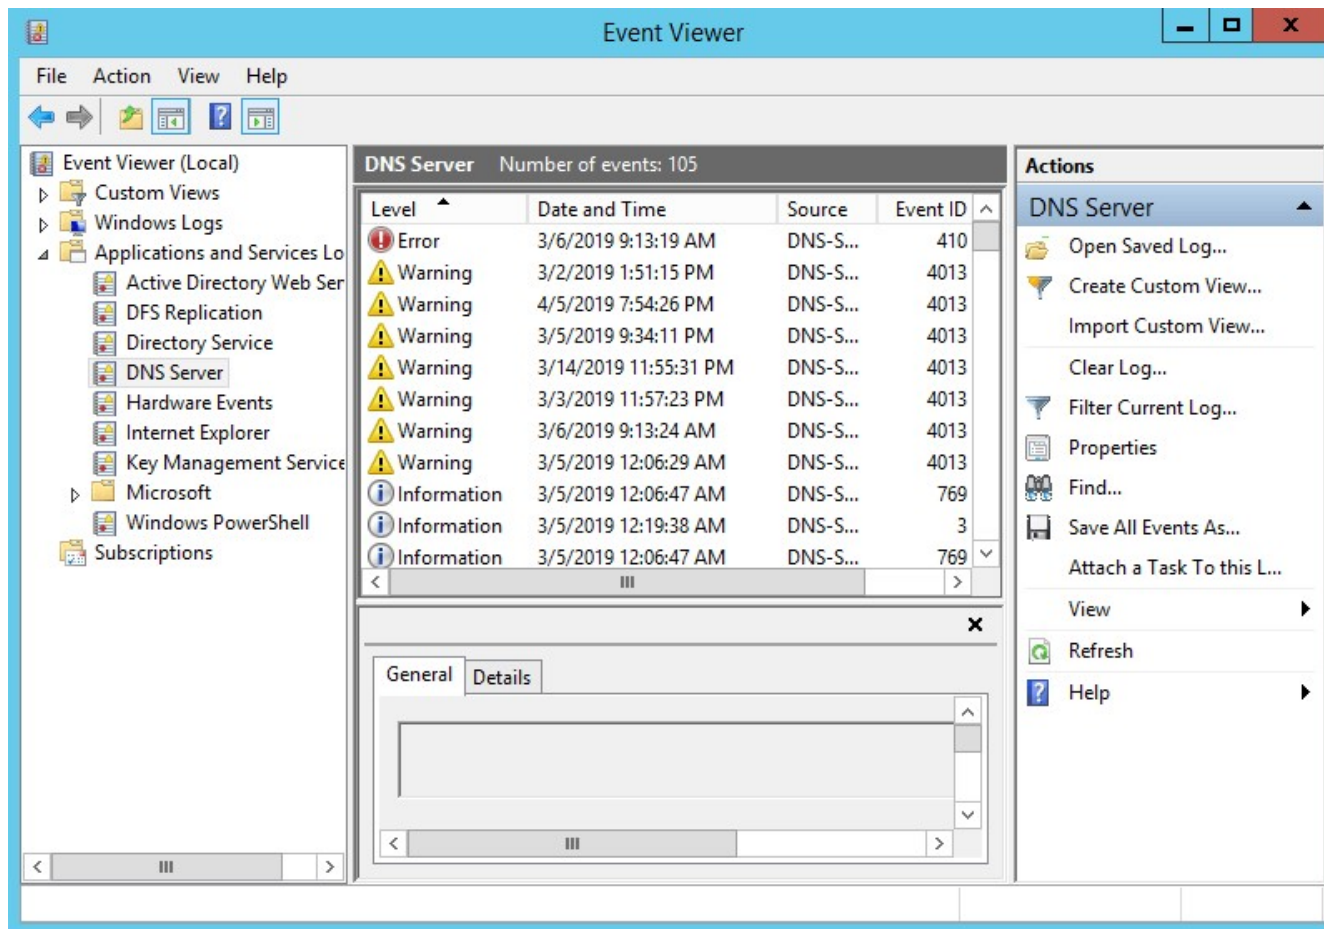 Event Viewer
File Action View Help
Event Viewer (Local)
Custom Views
Windows Logs
Applications and Services Lo
Active Directory Web Ser
DFS Replication
Directory Service
DNS Server
Hardware Events
Internet Explorer
Key Management Service
Microsoft
Windows PowerShell
Subscriptions
DNS Server Number of events: 105
Level Date and Time Source Event ID
Error 3/6/2019 9:13:19 AM DNS-S... 410
Warning 3/2/2019 1:51:15 PM DNS-S... 4013
Warning 4/5/2019 7:54:26 PM DNS-S... 4013
Warning 3/5/2019 9:34:11 PM DNS-S... 4013
Warning 3/14/2019 11:55:31 PM DNS-S... 4013
Warning 3/3/2019 11:57:23 PM DNS-S... 4013
Warning 3/6/2019 9:13:24 AM DNS-S... 4013
Warning 3/5/2019 12:06:29 AM DNS-S... 4013
Information 3/5/2019 12:06:47 AM DNS-S... 769
Information 3/5/2019 12:19:38 AM DNS-S... 3
Information 3/5/2019 12:06:47 AM DNS-S... 769
General Details
Actions
DNS Server
Open Saved Log...
Create Custom View...
Import Custom View...
Clear Log...
Filter Current Log...
Properties
Find...
Save All Events As...
Attach a Task To this L...
View
Refresh
Help